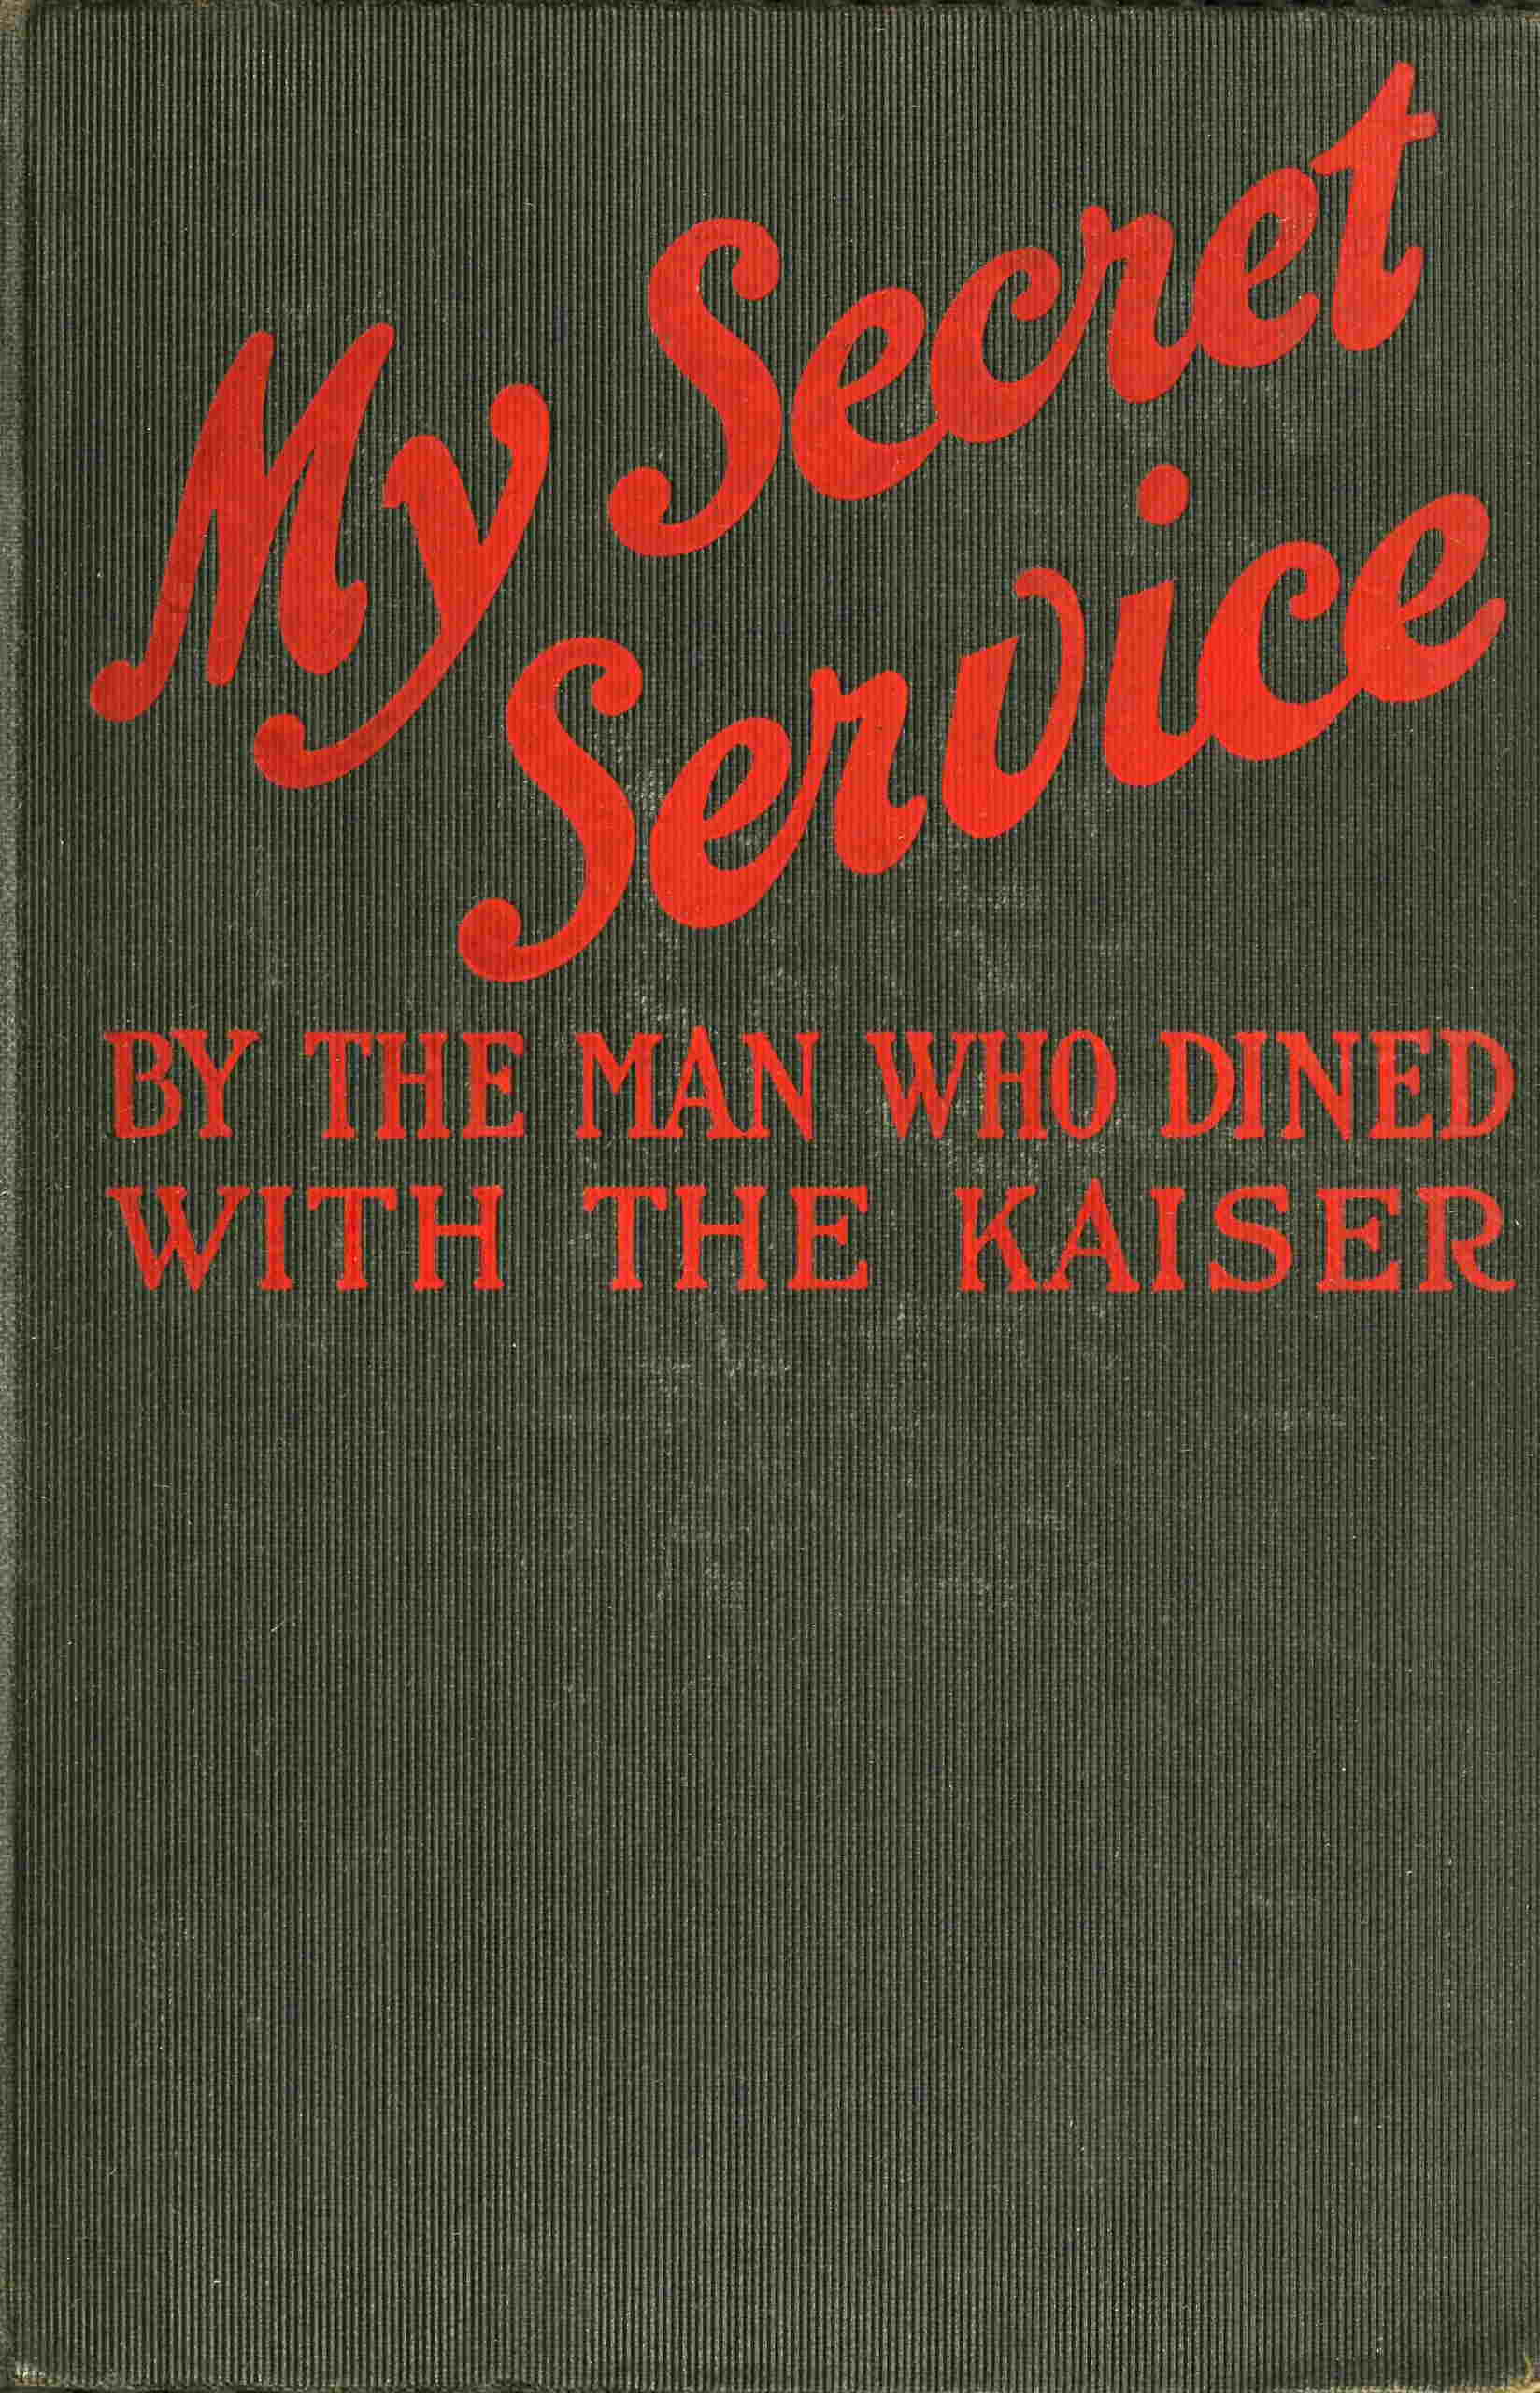 My Secret
Service
BY THE MAN WHO DINED
WITH THE KAISER